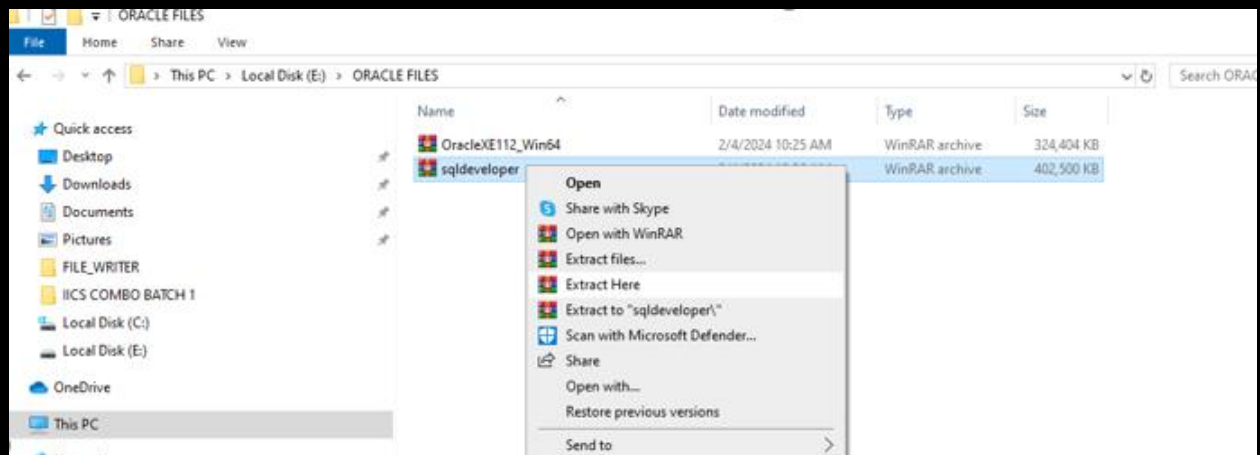 ORACLE FILES
File Home Share View
This PC > Local Disk (E:) > ORACLE FILES
Search ORAC
Name Date modified Type Size
Quick access
OracleXE112_Win64 2/4/2024 10:25 AM WinRAR archive 324,404 KB
Desktop
sqldeveloper WinRAR archive 402,500 KB
Downloads
Documents
Pictures
FILE_WRITER
IICS COMBO BATCH 1
Local Disk (C:)
Local Disk (E:)
OneDrive
This PC
Open
Share with Skype
Open with WinRAR
Extract files...
Extract Here
Extract to "sqldeveloper\"
Scan with Microsoft Defender...
Share
Open with...
Restore previous versions
Send to >